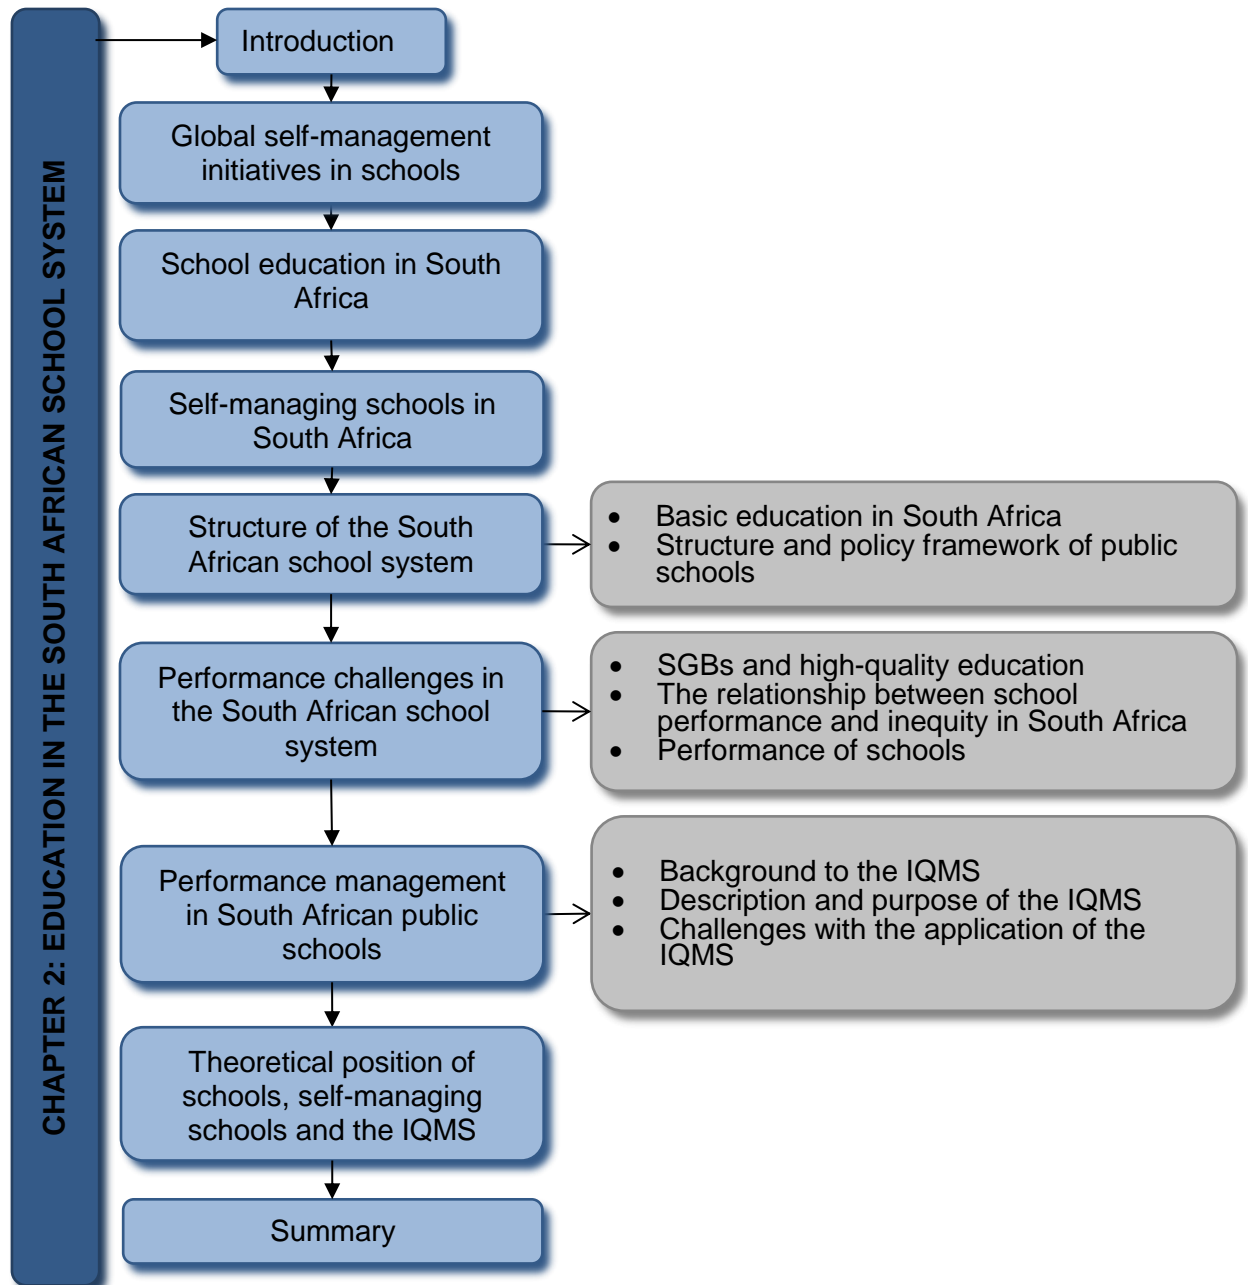 CHAPTER 2: EDUCATION IN THE SOUTH AFRICAN SCHOOL SYSTEM
Introduction
Global self-management
initiatives in schools
School education in South
Africa
Self-managing schools in
South Africa
Structure of the South
African school system
• Basic education in South Africa
• Structure and policy framework of public
schools
Performance challenges in
the South African school
system
• SGBs and high-quality education
• The relationship between school
performance and inequity in South Africa
• Performance of schools
Performance management
in South African public
schools
• Background to the IQMS
• Description and purpose of the IQMS
• Challenges with the application of the
IQMS
Theoretical position of
schools, self-managing
schools and the IQMS
Summary